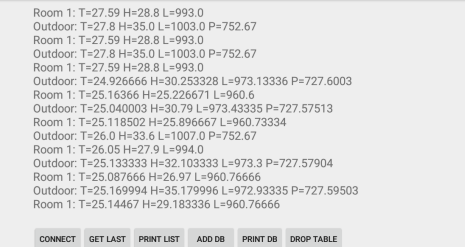 Room 1: T=27.59 H=28.8 L=993.0
Outdoor: T=27.8 H=35.0 L=1003.0 P=752.67
Room 1: T=27.59 H=28.8 L=993.0
Outdoor: T=27.8 H=35.0 L=1003.0 P=752.67
Room 1: T=27.59 H=28.8 L=993.0
Outdoor: T=24.926666 H=30.253328 L=973.13336 P=727.6003
Room 1: T=25.16366 H=25.226671 L=960.6
Outdoor: T=25.040003 H=30.79 L=973.43335 P=727.57513
Room 1: T=25.118502 H=25.896667 L=960.73334
Outdoor: T=26.0 H=33.6 L=1007.0 P=752.67
Room 1: T=26.05 H=27.9 L=994.0
Outdoor: T=25.133333 H=32.103333 L=973.3 P=727.57904
Room 1: T=25.087666 H=26.97 L=960.76666
Outdoor: T=25.169994 H=35.179996 L=972.93335 P=727.59503
Room 1: T=25.14467 H=29.183336 L=960.76666
CONNECT GET LAST PRINT LIST ADD DB PRINT DB DROP TABLE